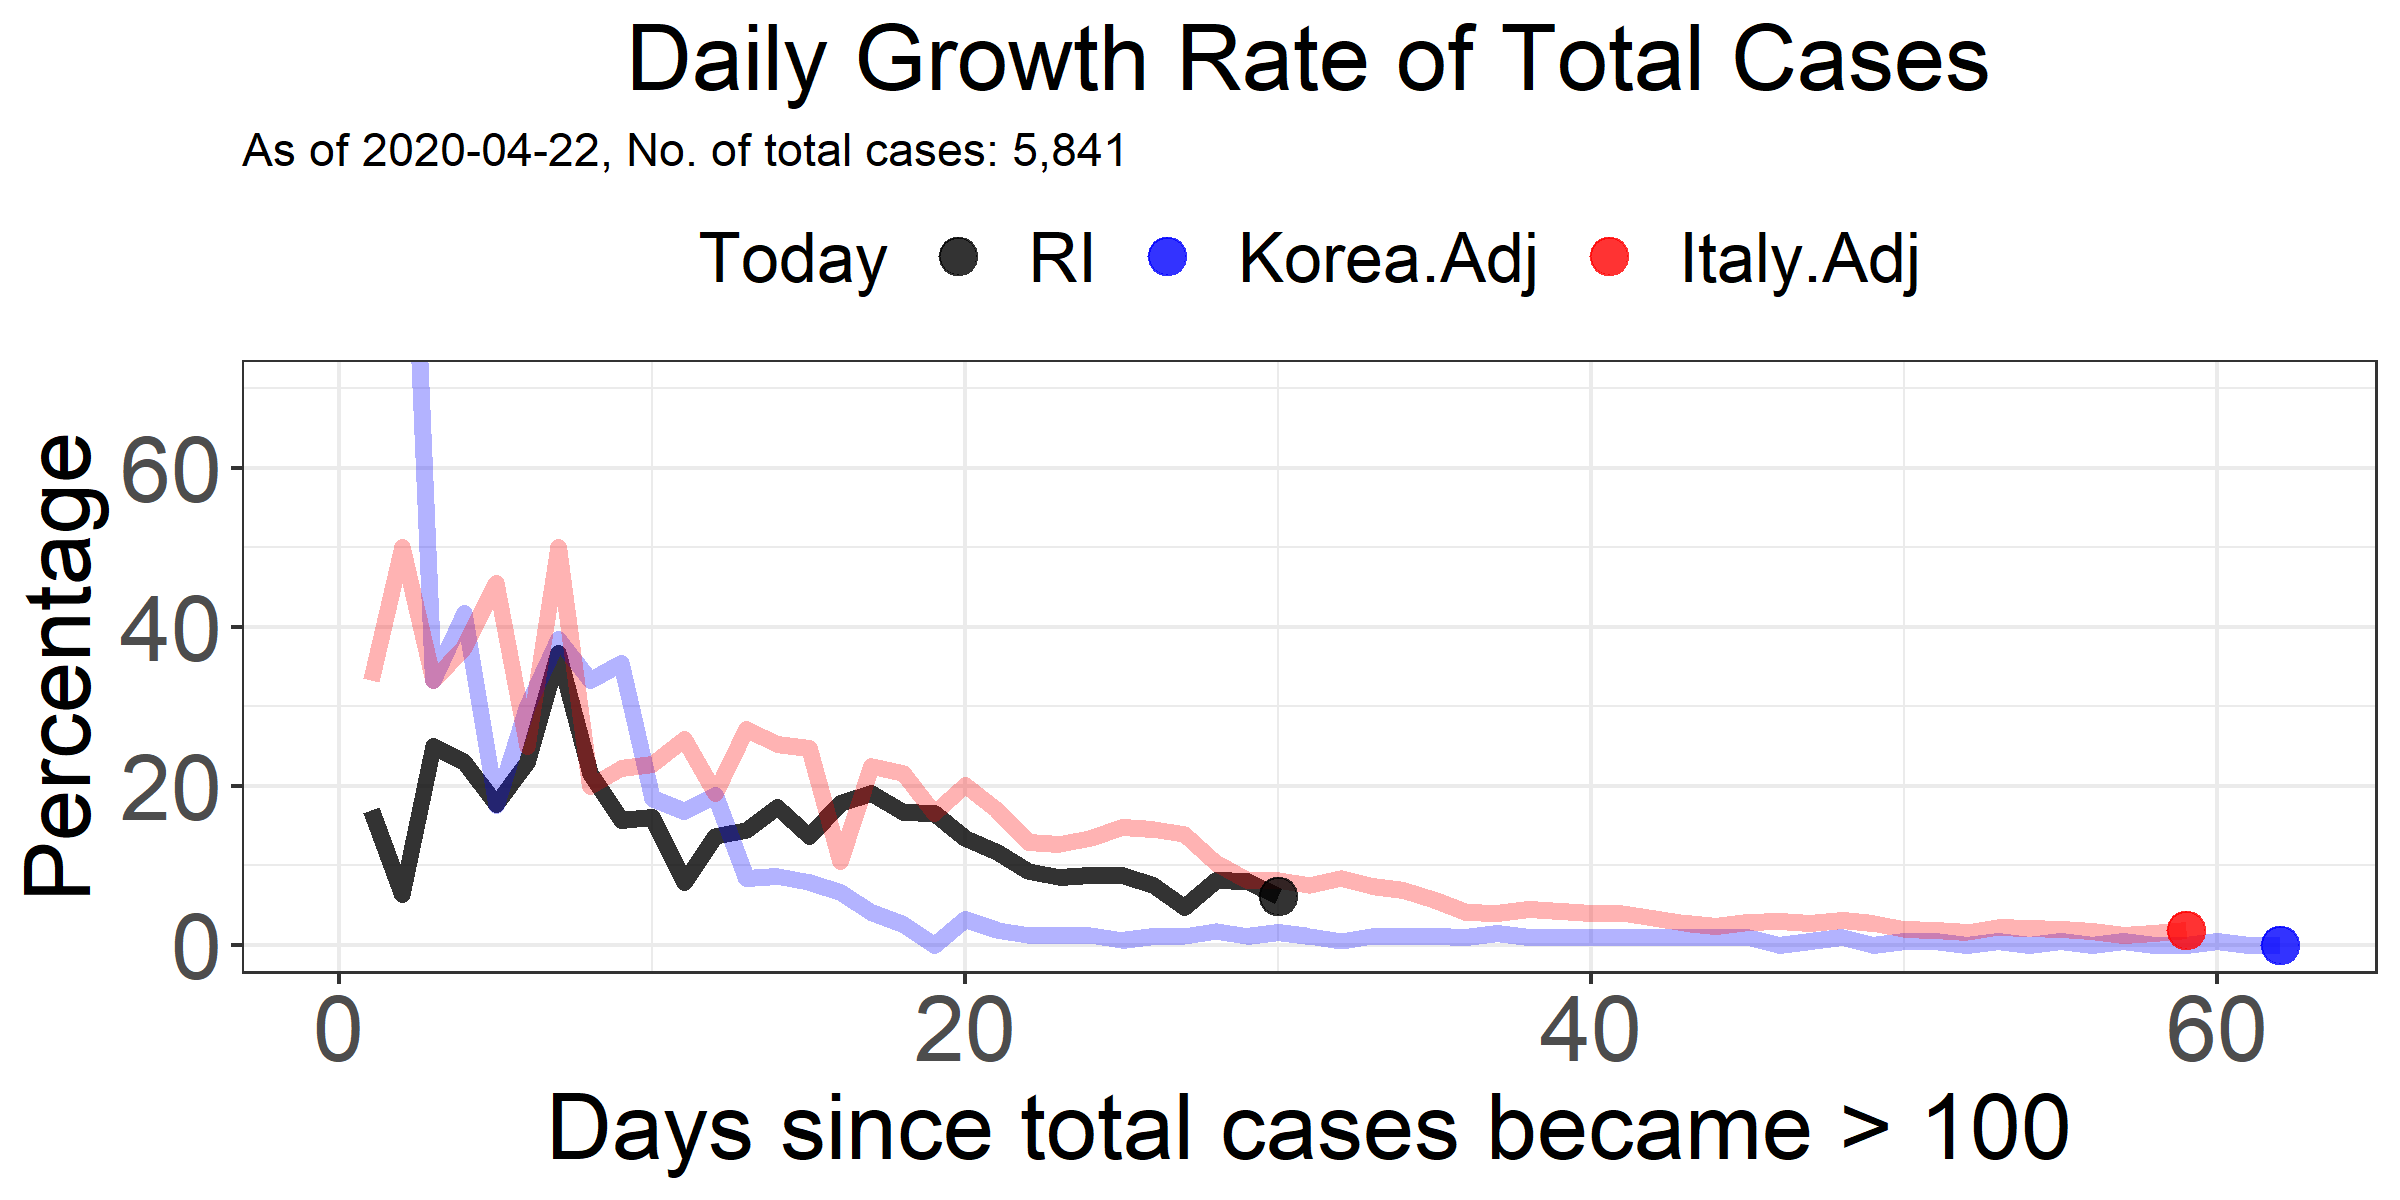 Daily Growth Rate of Total Cases
As of 2020-04-22, No. of total cases: 5,841
Today RI Korea.Adj Italy.Adj
Percentage
60
40
20
0
0 20 40 60
Days since total cases became > 100